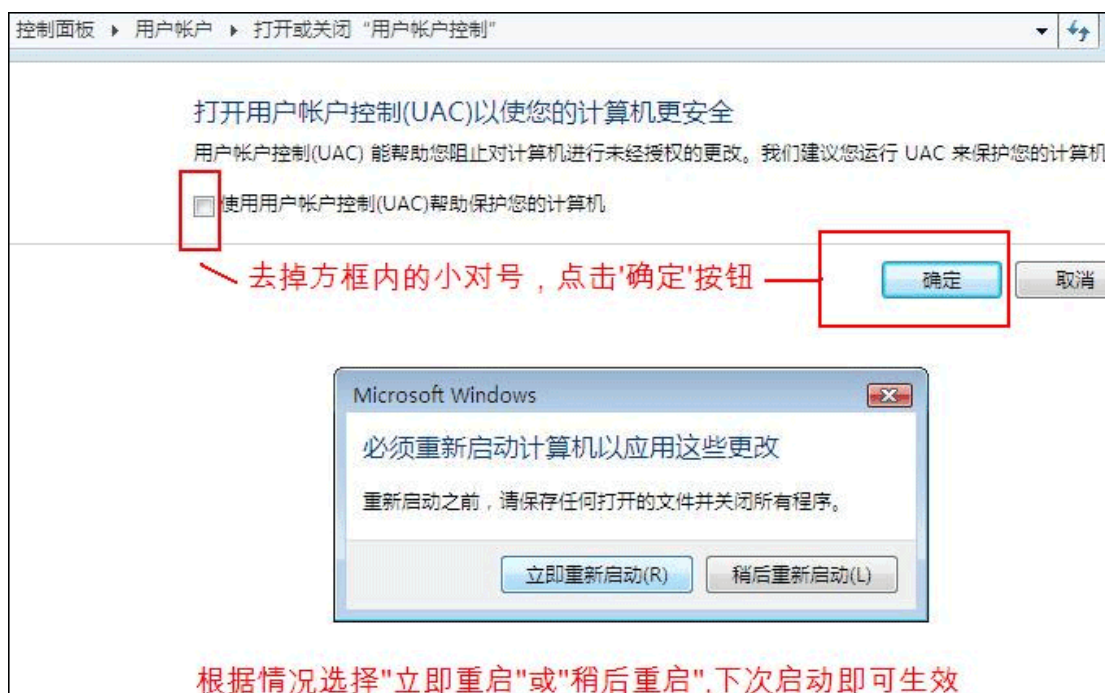 控制面板 ▸ 用户帐户 ▸ 打开或关闭“用户帐户控制”
打开用户帐户控制(UAC)以使您的计算机更安全
用户帐户控制(UAC) 能帮助您阻止对计算机进行未经授权的更改。我们建议您运行 UAC 来保护您的计算机
使用用户帐户控制(UAC)帮助保护您的计算机
去掉方框内的小对号，点击'确定'按钮
确定
取消
Microsoft Windows
必须重新启动计算机以应用这些更改
重新启动之前，请保存任何打开的文件并关闭所有程序。
立即重新启动(R)
稍后重新启动(L)
根据情况选择"立即重启"或"稍后重启",下次启动即可生效